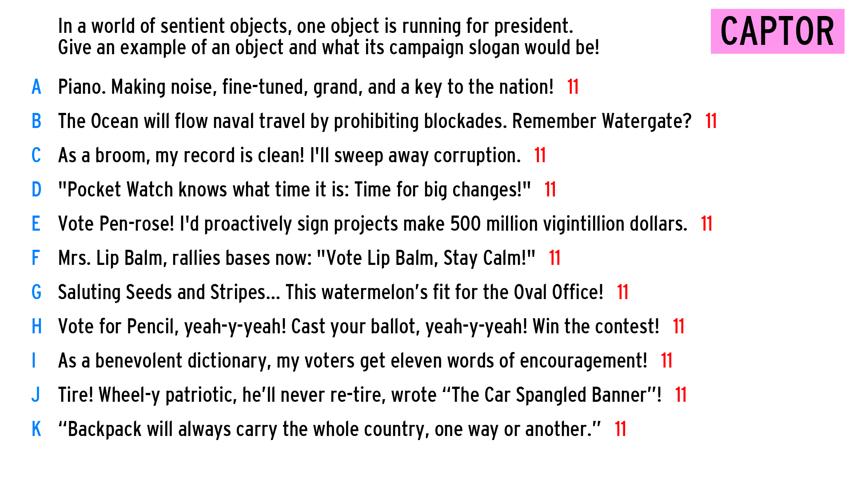 In a world of sentient objects, one object is running for president.
Give an example of an object and what its campaign slogan would be!
CAPTOR
A Piano. Making noise, fine-tuned, grand, and a key to the nation! 11
B The Ocean will flow naval travel by prohibiting blockades. Remember Watergate? 11
C As a broom, my record is clean! I'll sweep away corruption. 11
D "Pocket Watch knows what time it is: Time for big changes!" 11
E Vote Pen-rose! I'd proactively sign projects make 500 million vigintillion dollars. 11
F Mrs. Lip Balm, rallies bases now: "Vote Lip Balm, Stay Calm!" 11
G Saluting Seeds and Stripes... This watermelon’s fit for the Oval Office! 11
H Vote for Pencil, yeah-y-yeah! Cast your ballot, yeah-y-yeah! Win the contest! 11
I As a benevolent dictionary, my voters get eleven words of encouragement! 11
J Tire! Wheel-y patriotic, he’ll never re-tire, wrote “The Car Spangled Banner”! 11
K “Backpack will always carry the whole country, one way or another.” 11